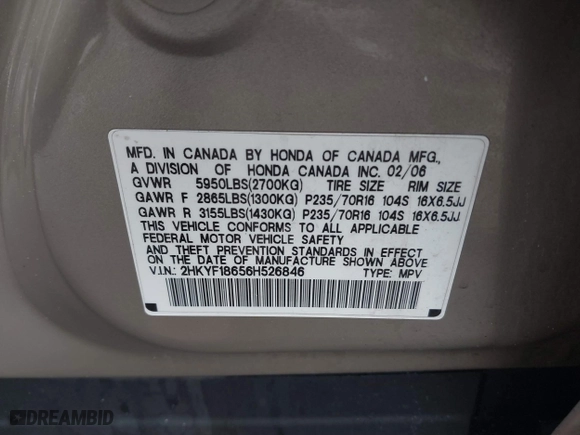 MFD. IN CANADA BY HONDA OF CANADA MFG.,
A DIVISION OF HONDA CANADA INC. 02/06
GVWR 5950LBS(2700KG) TIRE SIZE RIM SIZE
GAWR F 2865LBS(1300KG) P235/70R16 104S 16X6.5JJ
GAWR R 3155LBS(1430KG) P235/70R16 104S 16X6.5JJ
THIS VEHICLE CONFORMS TO ALL APPLICABLE
FEDERAL MOTOR VEHICLE SAFETY
AND THEFT PREVENTION STANDARDS IN EFFECT
ON THE DATE OF MANUFACTURE SHOWN ABOVE
V.I.N.: 2HKYF18656H526846 TYPE: MPV
DREAMBID